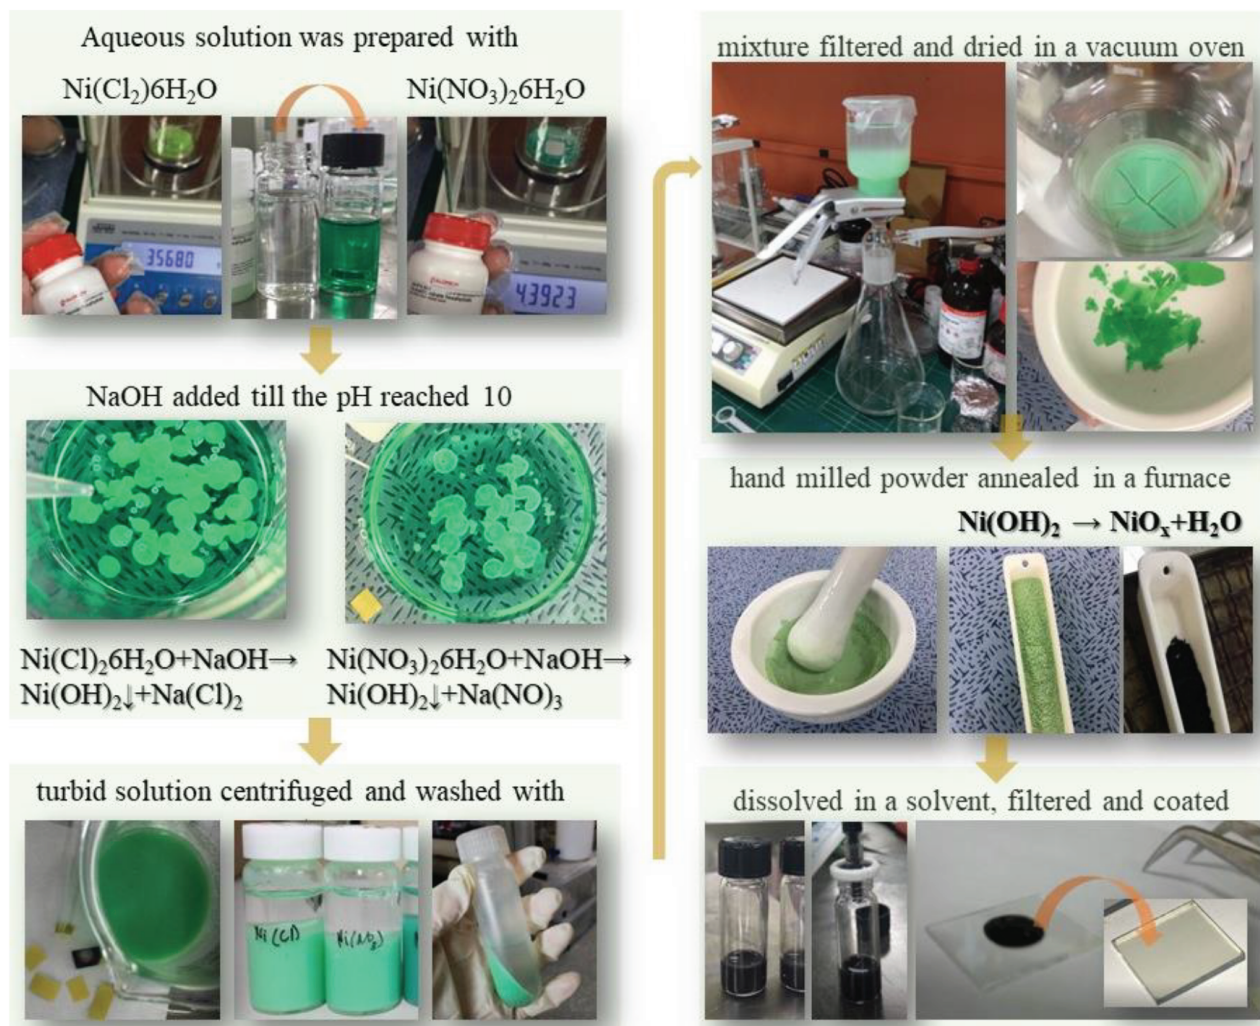 Aqueous solution was prepared with
Ni(Cl₂)6H₂O
Ni(NO₃)₂6H₂O
35680
4.3923
NaOH added till the pH reached 10
Ni(Cl)₂6H₂O+NaOH→
Ni(OH)₂↓+Na(Cl)₂
Ni(NO₃)₂6H₂O+NaOH→
Ni(OH)₂↓+Na(NO)₃
turbid solution centrifuged and washed with
Ni(Cl)
Ni(NO₃)
mixture filtered and dried in a vacuum oven
hand milled powder annealed in a furnace
Ni(OH)₂ → NiOₓ+H₂O
dissolved in a solvent, filtered and coated